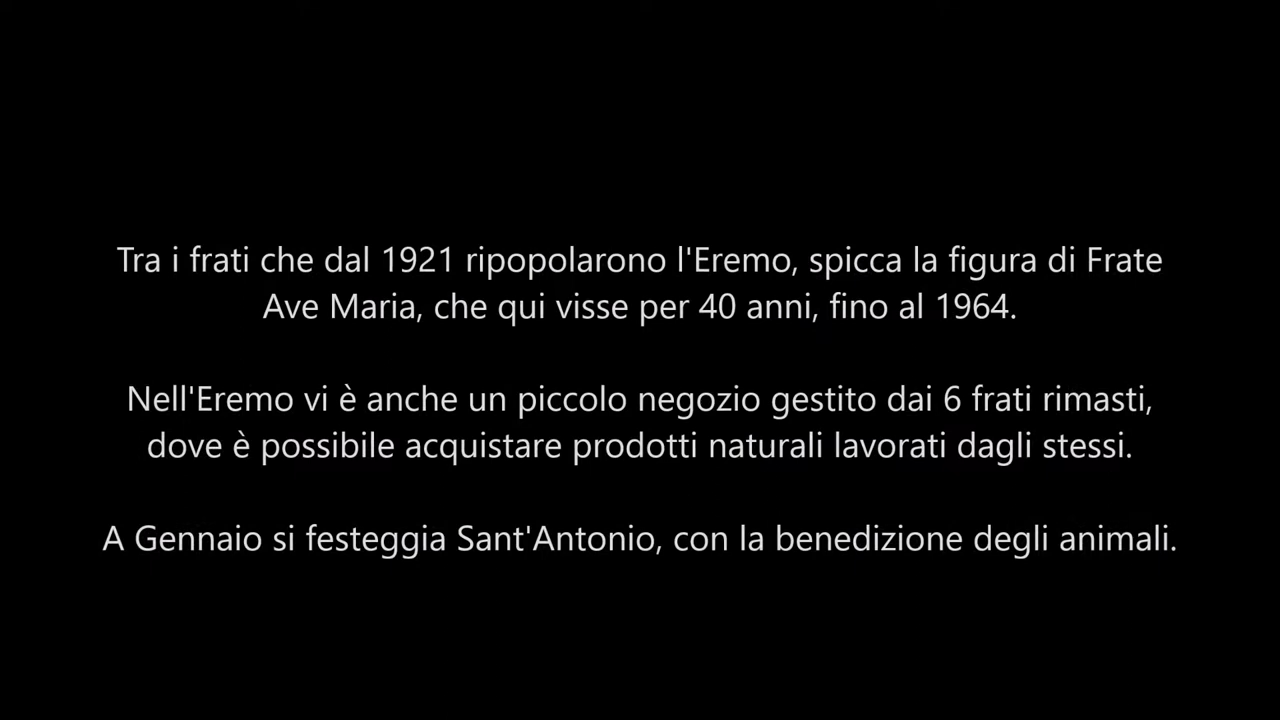 Tra i frati che dal 1921 ripopolarono l'Eremo, spicca la figura di Frate
Ave Maria, che qui visse per 40 anni, fino al 1964.
Nell'Eremo vi è anche un piccolo negozio gestito dai 6 frati rimasti,
dove è possibile acquistare prodotti naturali lavorati dagli stessi.
A Gennaio si festeggia Sant'Antonio, con la benedizione degli animali.